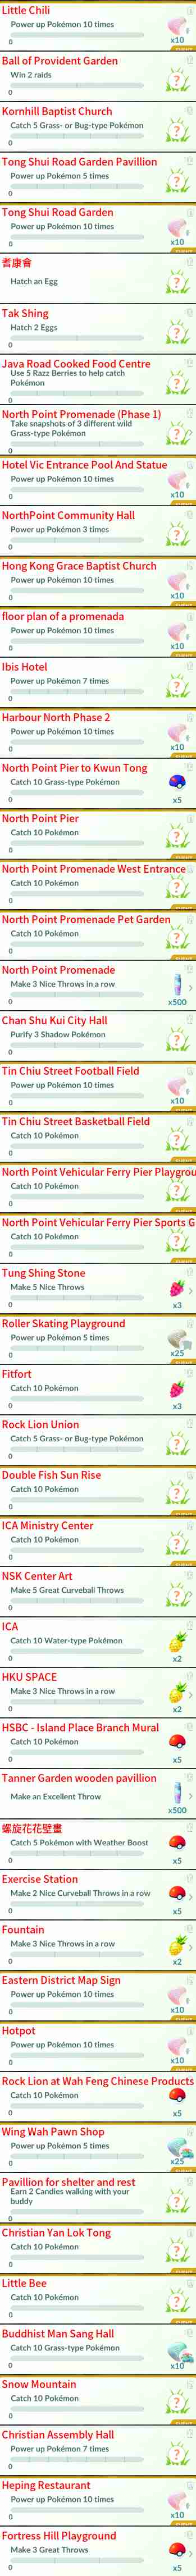 Little Chili
Power up Pokémon 10 times
0
x10
Ball of Provident Garden
Win 2 raids
0
?
Kornhill Baptist Church
Catch 5 Grass- or Bug-type Pokémon
0
?
Tong Shui Road Garden Pavillion
Power up Pokémon 5 times
0
?
Tong Shui Road Garden
Power up Pokémon 10 times
0
x10
耆康會
Hatch an Egg
?
Tak Shing
Hatch 2 Eggs
0
?
Java Road Cooked Food Centre
Use 5 Razz Berries to help catch
Pokémon
0
?
North Point Promenade (Phase 1)
Take snapshots of 3 different wild
Grass-type Pokémon
0
?
Hotel Vic Entrance Pool And Statue
Power up Pokémon 10 times
0
x10
NorthPoint Community Hall
Power up Pokémon 3 times
0
?
Hong Kong Grace Baptist Church
Power up Pokémon 10 times
0
x10
floor plan of a promenada
Power up Pokémon 10 times
0
x10
Ibis Hotel
Power up Pokémon 7 times
0
?
Harbour North Phase 2
Power up Pokémon 10 times
0
x10
North Point Pier to Kwun Tong
Catch 10 Grass-type Pokémon
0
x5
North Point Pier
Catch 10 Pokémon
0
?
North Point Promenade West Entrance
Catch 10 Pokémon
0
?
North Point Promenade Pet Garden
Catch 10 Pokémon
0
?
North Point Promenade
Make 3 Nice Throws in a row
0
x500
Chan Shu Kui City Hall
Purify 3 Shadow Pokémon
0
?
Tin Chiu Street Football Field
Power up Pokémon 10 times
0
x10
Tin Chiu Street Basketball Field
Catch 10 Pokémon
0
?
North Point Vehicular Ferry Pier Playgrou
Catch 10 Pokémon
0
?
North Point Vehicular Ferry Pier Sports G
Catch 10 Pokémon
0
?
Tung Shing Stone
Make 5 Nice Throws
0
x3
Roller Skating Playground
Power up Pokémon 5 times
0
x25
Fitfort
Catch 10 Pokémon
0
x3
Rock Lion Union
Catch 5 Grass- or Bug-type Pokémon
0
?
Double Fish Sun Rise
Catch 10 Pokémon
0
?
ICA Ministry Center
Catch 10 Pokémon
0
?
NSK Center Art
Make 5 Great Curveball Throws
0
?
ICA
Catch 10 Water-type Pokémon
0
x2
HKU SPACE
Make 3 Nice Throws in a row
0
x2
HSBC - Island Place Branch Mural
Catch 10 Pokémon
0
x5
Tanner Garden wooden pavillion
Make an Excellent Throw
x500
螺旋花花壁畫
Catch 5 Pokémon with Weather Boost
0
x5
Exercise Station
Make 2 Nice Curveball Throws in a row
0
x5
Fountain
Make 3 Nice Throws in a row
0
x2
Eastern District Map Sign
Power up Pokémon 10 times
0
x10
Hotpot
Power up Pokémon 10 times
0
x10
Rock Lion at Wah Feng Chinese Products
Catch 10 Pokémon
0
x5
Wing Wah Pawn Shop
Power up Pokémon 5 times
0
x25
Pavillion for shelter and rest
Earn 2 Candies walking with your
buddy
0
?
Christian Yan Lok Tong
Catch 10 Pokémon
0
?
Little Bee
Catch 10 Pokémon
0
?
Buddhist Man Sang Hall
Catch 10 Grass-type Pokémon
0
x10
Snow Mountain
Catch 10 Pokémon
0
?
Christian Assembly Hall
Power up Pokémon 7 times
0
?
Heping Restaurant
Power up Pokémon 10 times
0
x10
Fortress Hill Playground
Make 3 Great Throws
0
x5